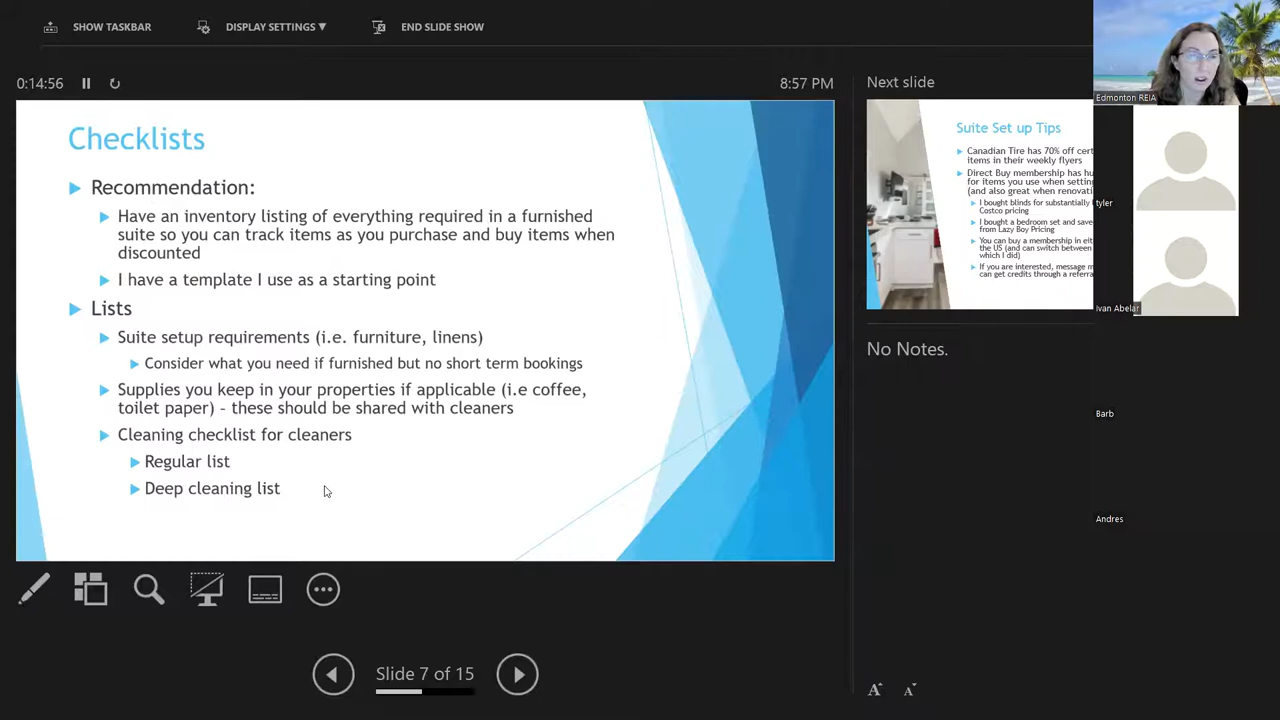 SHOW TASKBAR
DISPLAY SETTINGS ▼
END SLIDE SHOW
0:14:56
8:57 PM
Checklists
Recommendation:
Have an inventory listing of everything required in a furnished
suite so you can track items as you purchase and buy items when
discounted
I have a template I use as a starting point
Lists
Suite setup requirements (i.e. furniture, linens)
Consider what you need if furnished but no short term bookings
Supplies you keep in your properties if applicable (i.e coffee,
toilet paper) – these should be shared with cleaners
Cleaning checklist for cleaners
Regular list
Deep cleaning list
Slide 7 of 15
Next slide
Suite Set up Tips
Canadian Tire has 70% off cert
items in their weekly flyers
Direct Buy membership has hu
for items you use when setting
(and also great when renovati
I bought blinds for substantially
Costco pricing
I bought a bedroom set and save
from Lazy Boy Pricing
You can buy a membership in eit
the US (and can switch between
which I did)
If you are interested, message m
can get credits through a referra
No Notes.
A
A
Edmonton REIA
tyler
Ivan Abelar
Barb
Andres